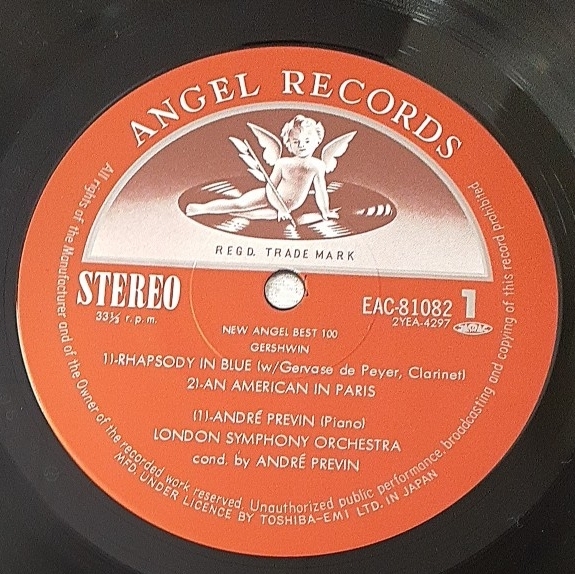 ANGEL RECORDS
REGD. TRADE MARK
STEREO
33⅓ r.p.m.
EAC-81082 1
2YEA-4297
NEW ANGEL BEST 100
GERSHWIN
1)-RHAPSODY IN BLUE (w/Gervase de Peyer, Clarinet)
2)-AN AMERICAN IN PARIS
(1)-ANDRÉ PREVIN (Piano)
LONDON SYMPHONY ORCHESTRA
cond. by ANDRÉ PREVIN
All rights of the Manufacturer and of the Owner of the recorded work reserved. Unauthorized public performance, broadcasting and copying of this record prohibited
MFD. UNDER LICENCE BY TOSHIBA-EMI LTD. IN JAPAN